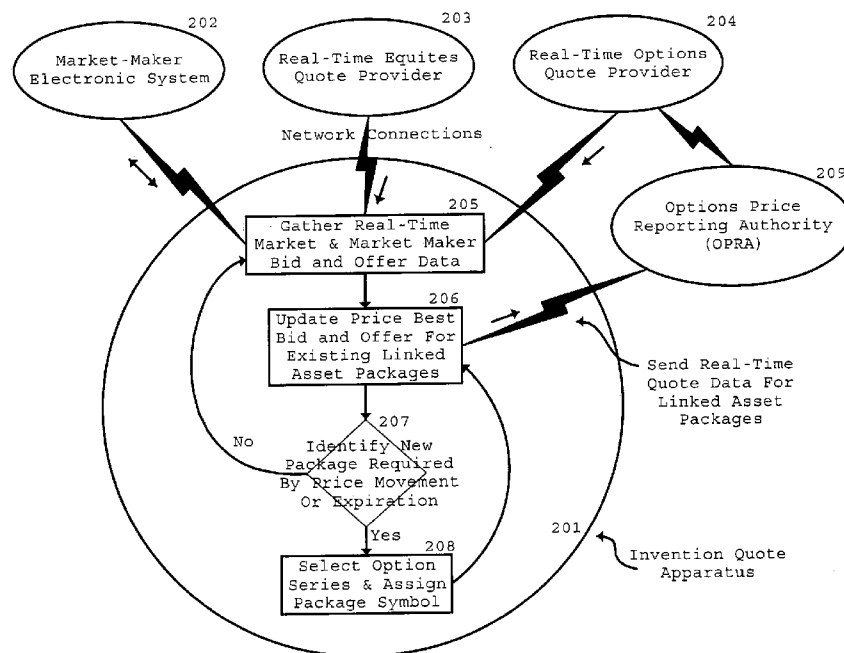 202
Market-Maker
Electronic System
203
Real-Time Equites
Quote Provider
204
Real-Time Options
Quote Provider
Network Connections
209
Options Price
Reporting Authority
(OPRA)
205
Gather Real-Time
Market & Market Maker
Bid and Offer Data
206
Update Price Best
Bid and Offer For
Existing Linked
Asset Packages
Send Real-Time
Quote Data For
Linked Asset
Packages
207
No
Identify New
Package Required
By Price Movement
Or Expiration
Yes
208
Select Option
Series & Assign
Package Symbol
201
Invention Quote
Apparatus